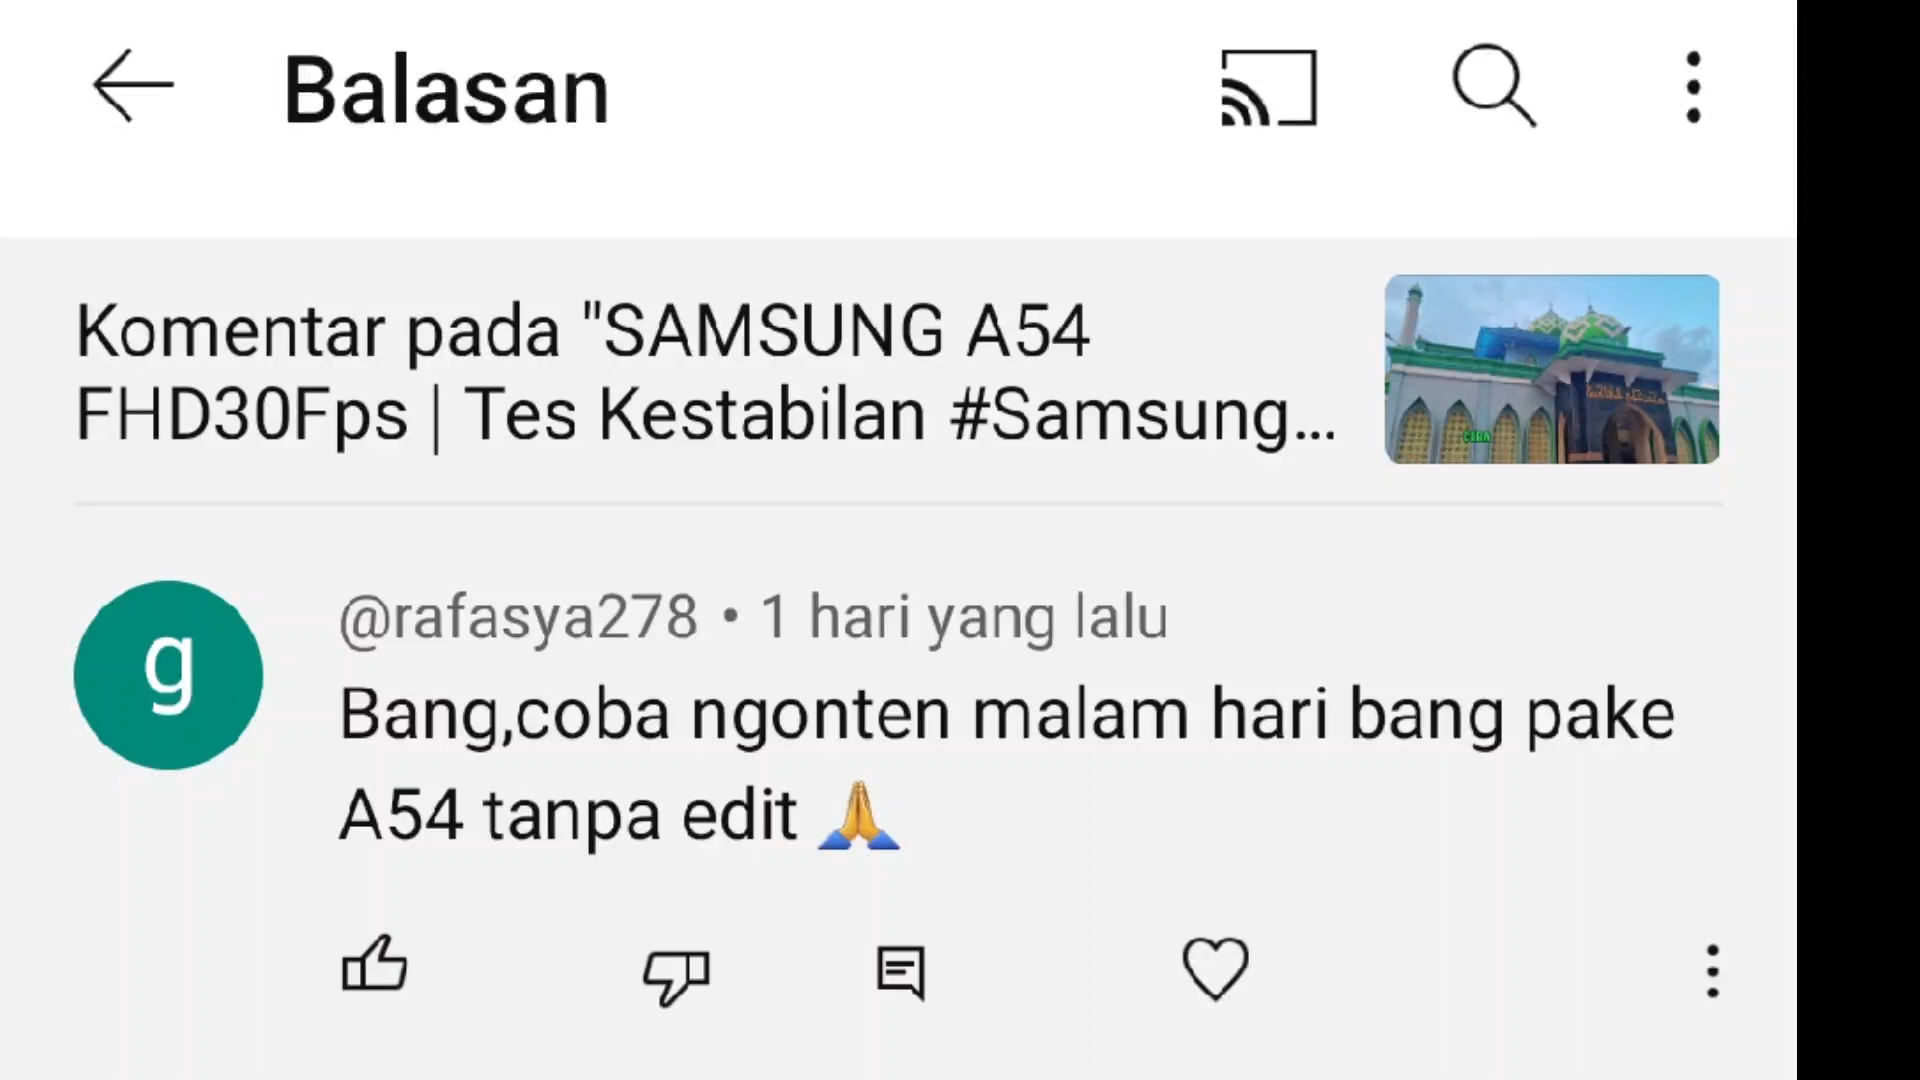 Balasan
Komentar pada "SAMSUNG A54
FHD30Fps | Tes Kestabilan #Samsung...
g
@rafasya278 • 1 hari yang lalu
Bang,coba ngonten malam hari bang pake
A54 tanpa edit 🙏